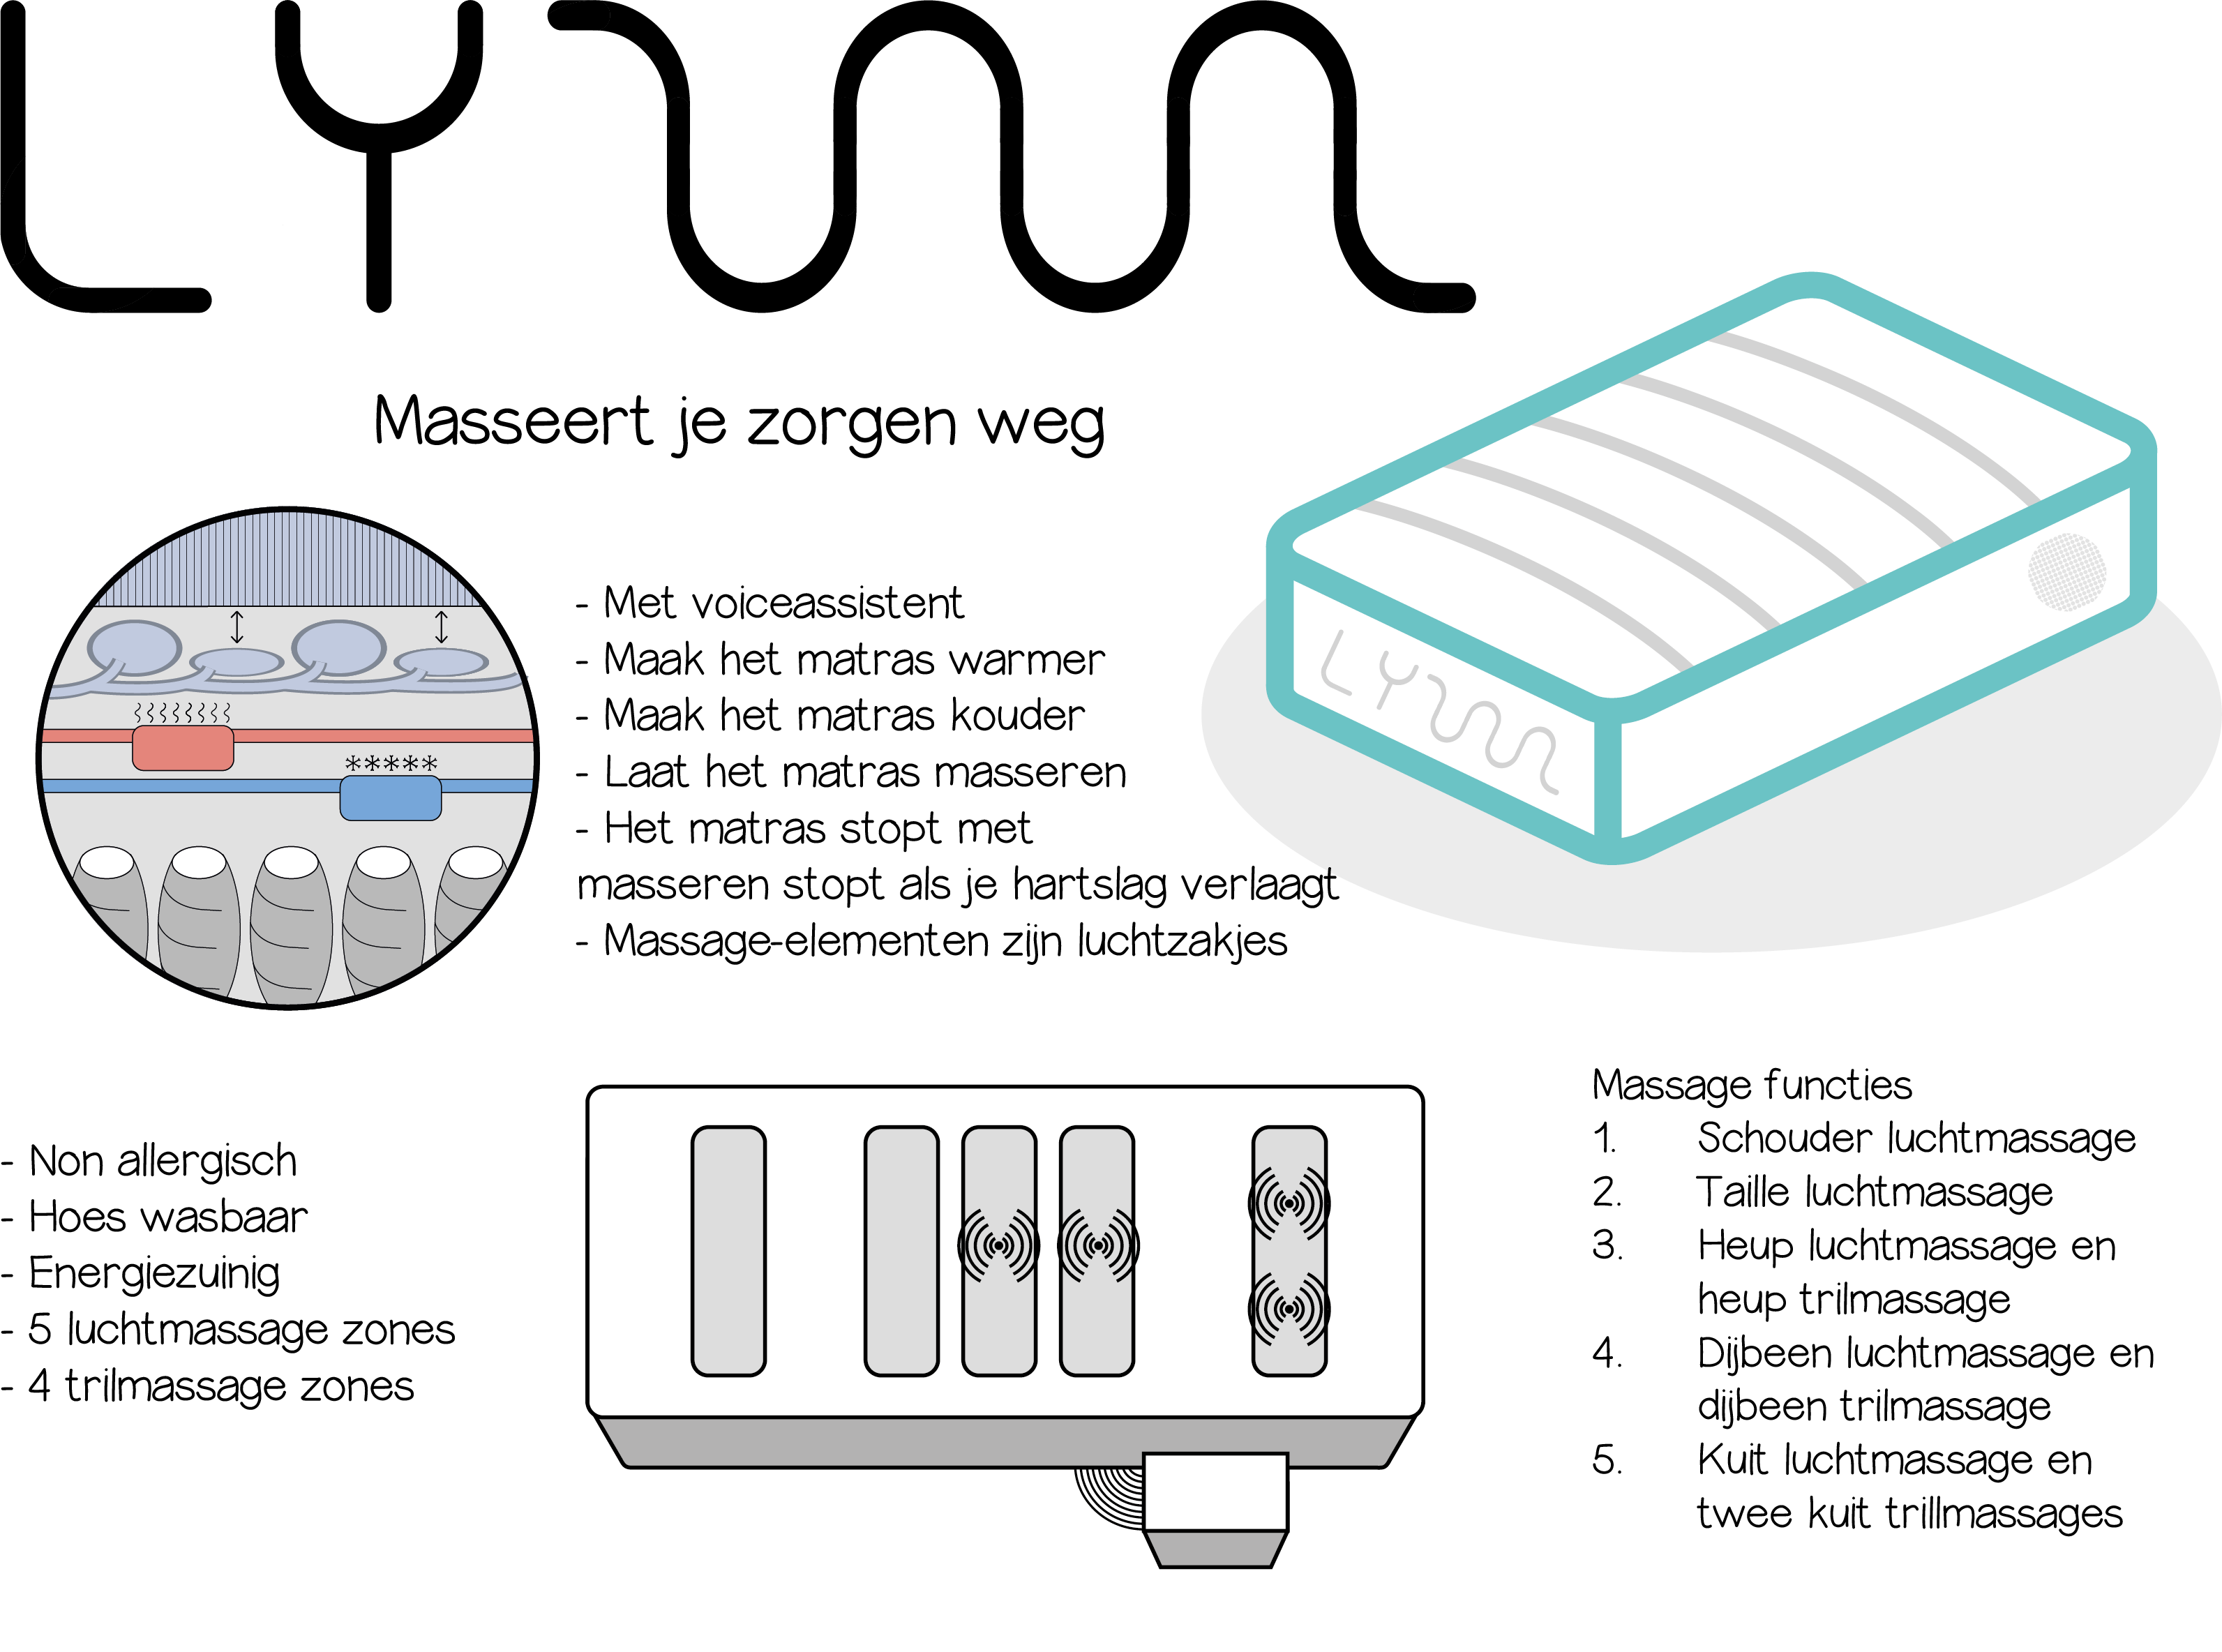 LYNN
Masseert je zorgen weg
- Met voiceassistent
- Maak het matras warmer
- Maak het matras kouder
- Laat het matras masseren
- Het matras stopt met
masseren stopt als je hartslag verlaagt
- Massage-elementen zijn luchtzakjes
LYNN
- Non allergisch
- Hoes wasbaar
- Energiezuinig
- 5 luchtmassage zones
- 4 trilmassage zones
Massage functies
1. Schouder luchtmassage
2. Taille luchtmassage
3. Heup luchtmassage en
heup trilmassage
4. Dijbeen luchtmassage en
dijbeen trilmassage
5. Kuit luchtmassage en
twee kuit trillmassages